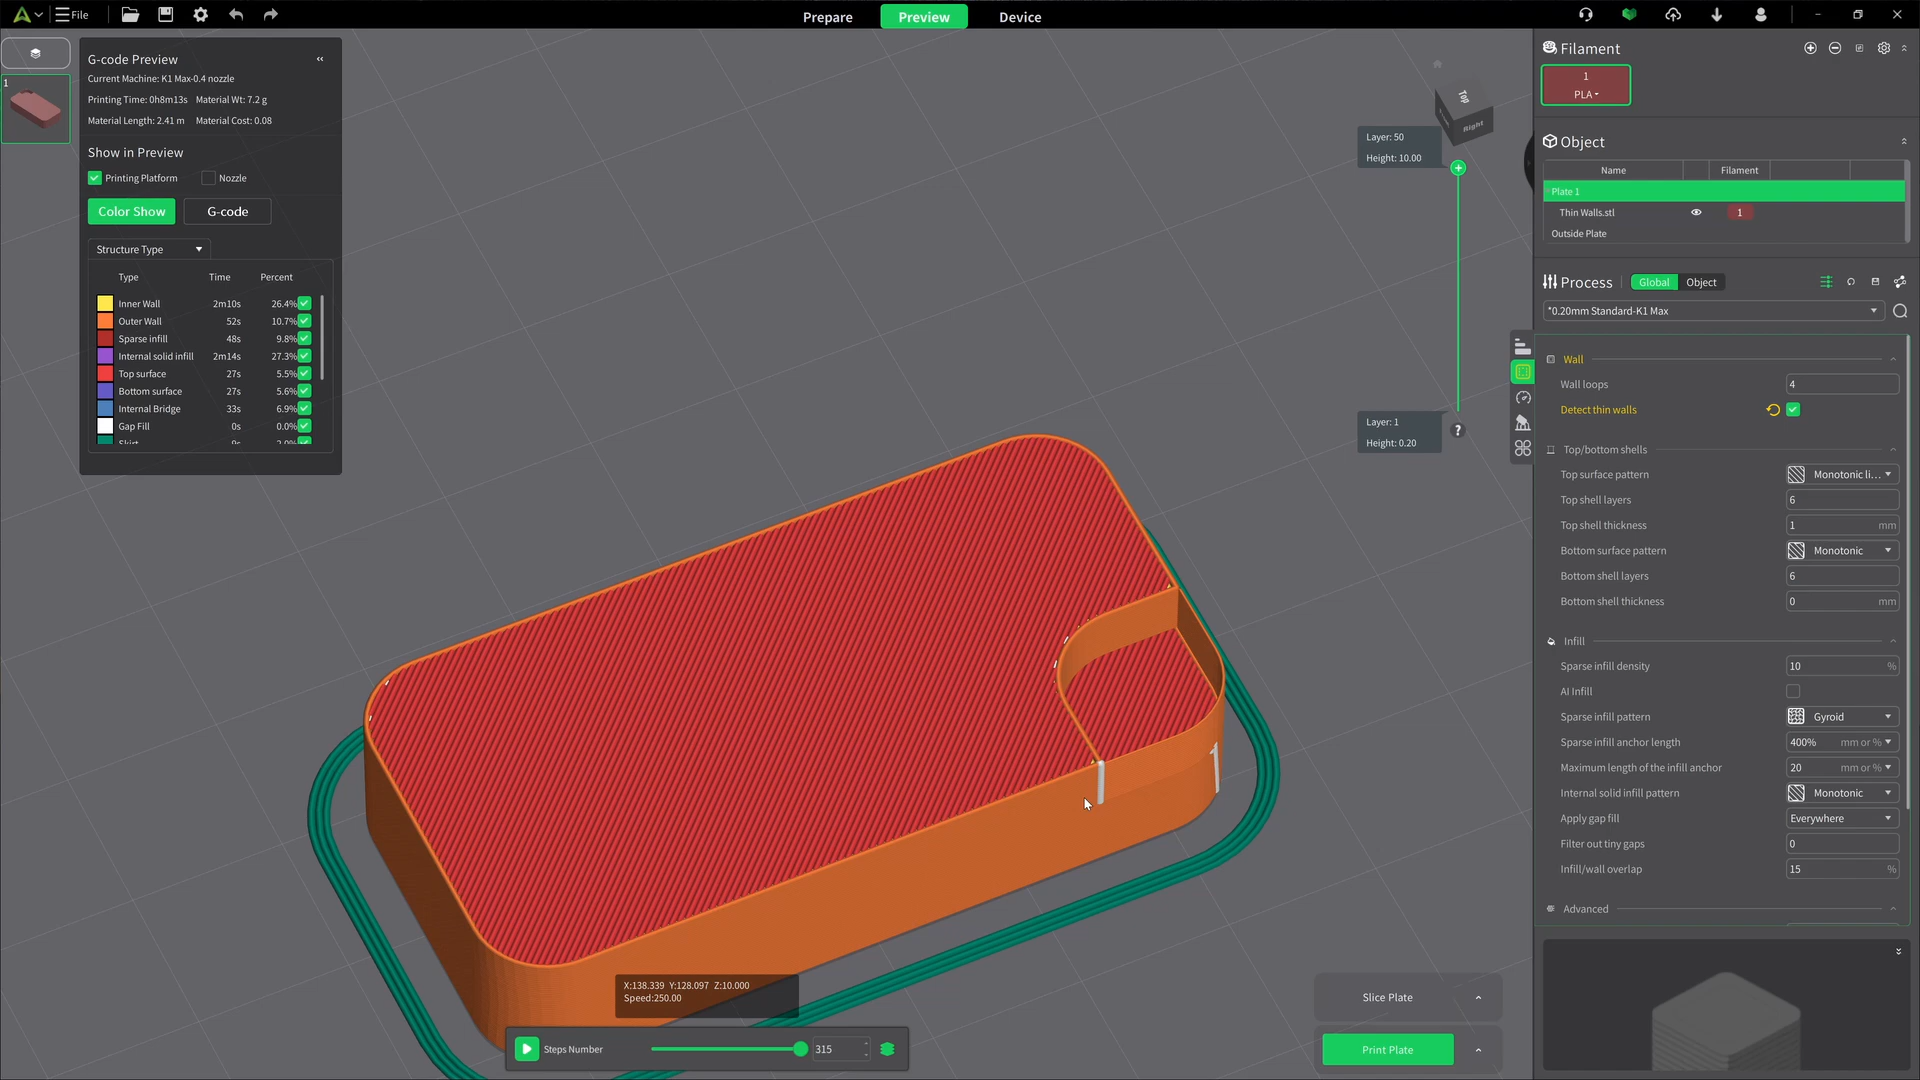 File
Prepare
Preview
Device
1
G-code Preview
Current Machine: K1 Max-0.4 nozzle
Printing Time: 0h8m13s Material Wt: 7.2 g
Material Length: 2.41 m Material Cost: 0.08
Show in Preview
Printing Platform
Nozzle
Color Show
G-code
Structure Type
Type Time Percent
Inner Wall 2m10s 26.4%
Outer Wall 52s 10.7%
Sparse infill 48s 9.8%
Internal solid infill 2m14s 27.3%
Top surface 27s 5.5%
Bottom surface 27s 5.6%
Internal Bridge 33s 6.9%
Gap Fill 0s 0.0%
Skirt 9s 2.0%
Top
Right
Layer: 50
Height: 10.00
Layer: 1
Height: 0.20
?
X:138.339 Y:128.097 Z:10.000
Speed:250.00
Steps Number
315
Slice Plate
Print Plate
Filament
1
PLA
Object
Name Filament
Plate 1
Thin Walls.stl 1
Outside Plate
Process
Global
Object
*0.20mm Standard-K1 Max
Wall
Wall loops 4
Detect thin walls
Top/bottom shells
Top surface pattern Monotonic li...
Top shell layers 6
Top shell thickness 1 mm
Bottom surface pattern Monotonic
Bottom shell layers 6
Bottom shell thickness 0 mm
Infill
Sparse infill density 10 %
AI Infill
Sparse infill pattern Gyroid
Sparse infill anchor length 400% mm or %
Maximum length of the infill anchor 20 mm or %
Internal solid infill pattern Monotonic
Apply gap fill Everywhere
Filter out tiny gaps 0
Infill/wall overlap 15 %
Advanced